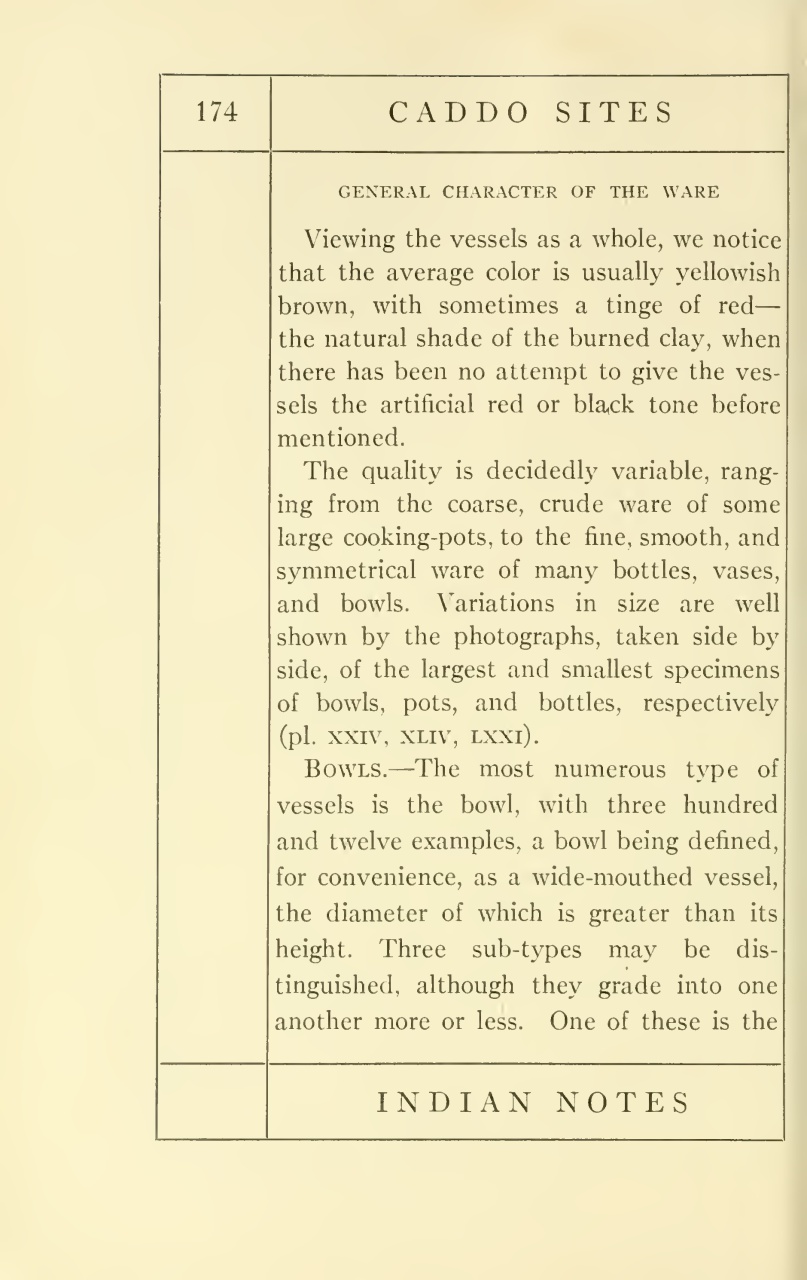 174
CADDO SITES
GENERAL CHARACTER OF THE WARE
Viewing the vessels as a whole, we notice
that the average color is usually yellowish
brown, with sometimes a tinge of red—
the natural shade of the burned clay, when
there has been no attempt to give the ves-
sels the artificial red or black tone before
mentioned.
The quality is decidedly variable, rang-
ing from the coarse, crude ware of some
large cooking-pots, to the fine, smooth, and
symmetrical ware of many bottles, vases,
and bowls. Variations in size are well
shown by the photographs, taken side by
side, of the largest and smallest specimens
of bowls, pots, and bottles, respectively
(pl. XXIV, XLIV, LXXI).
BOWLS.—The most numerous type of
vessels is the bowl, with three hundred
and twelve examples, a bowl being defined,
for convenience, as a wide-mouthed vessel,
the diameter of which is greater than its
height. Three sub-types may be dis-
tinguished, although they grade into one
another more or less. One of these is the
INDIAN NOTES